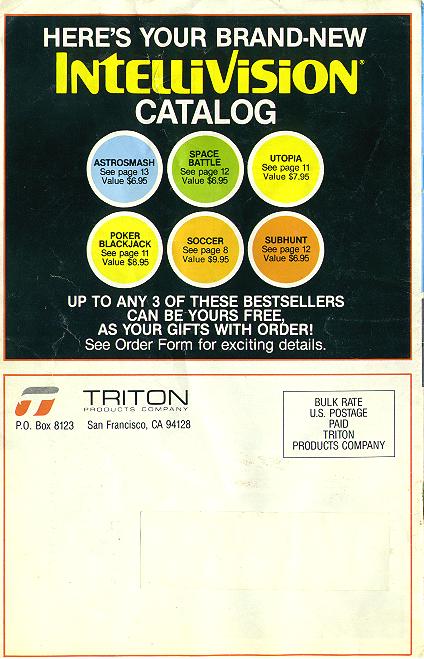 HERE'S YOUR BRAND-NEW
INTELLIVISION®
CATALOG
ASTROSMASH
See page 13
Value $6.95
SPACE
BATTLE
See page 12
Value $6.95
UTOPIA
See page 11
Value $7.95
POKER
BLACKJACK
See page 11
Value $6.95
SOCCER
See page 8
Value $9.95
SUBHUNT
See page 12
Value $6.95
UP TO ANY 3 OF THESE BESTSELLERS
CAN BE YOURS FREE,
AS YOUR GIFTS WITH ORDER!
See Order Form for exciting details.
TRITON
PRODUCTS COMPANY
P.O. Box 8123 San Francisco, CA 94128
BULK RATE
U.S. POSTAGE
PAID
TRITON
PRODUCTS COMPANY